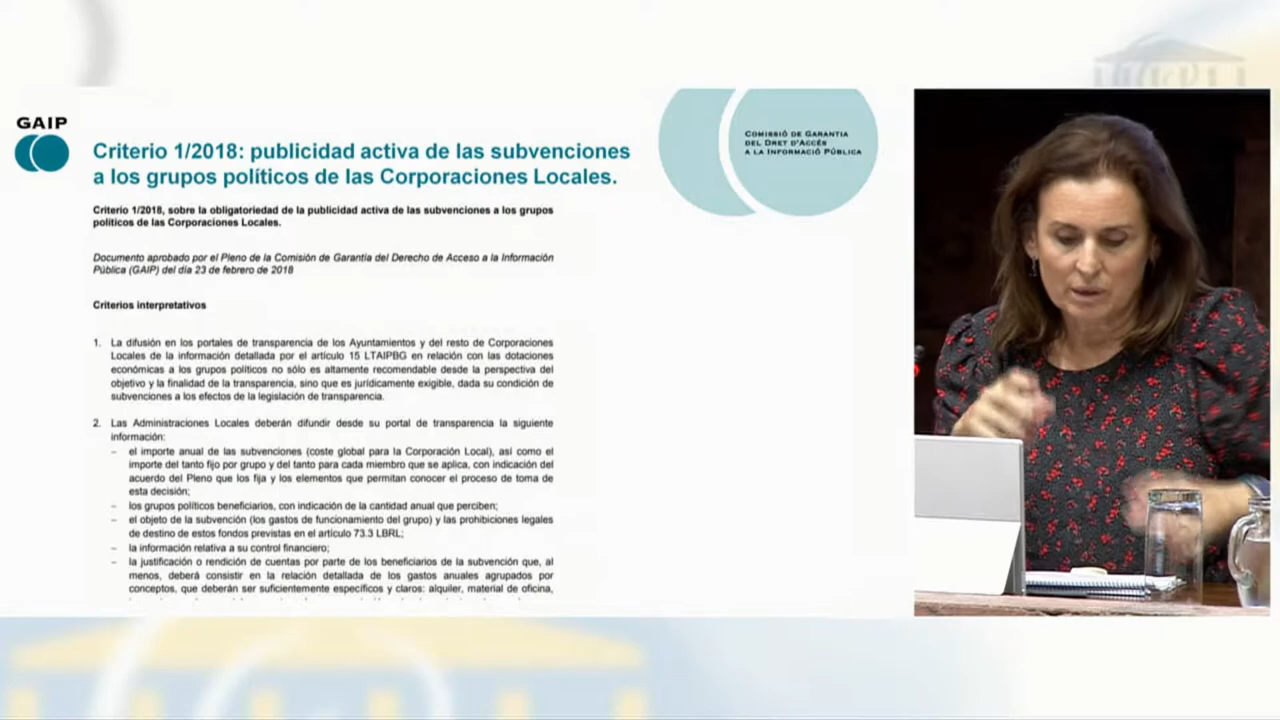 GAIP
Criterio 1/2018: publicidad activa de las subvenciones
a los grupos políticos de las Corporaciones Locales.
COMISSIÓ DE GARANTIA
DEL DRET D'ACCÉS
A LA INFORMACIÓ PÚBLICA
Criterio 1/2018, sobre la obligatoriedad de la publicidad activa de las subvenciones a los grupos
políticos de las Corporaciones Locales.
Documento aprobado por el Pleno de la Comisión de Garantía del Derecho de Acceso a la Información
Pública (GAIP) del día 23 de febrero de 2018
Criterios interpretativos
1. La difusión en los portales de transparencia de los Ayuntamientos y del resto de Corporaciones
Locales de la información detallada por el artículo 15 LTAIPBG en relación con las dotaciones
económicas a los grupos políticos no sólo es altamente recomendable desde la perspectiva del
objetivo y la finalidad de la transparencia, sino que es jurídicamente exigible, dada su condición de
subvenciones a los efectos de la legislación de transparencia.
2. Las Administraciones Locales deberán difundir desde su portal de transparencia la siguiente
información:
– el importe anual de las subvenciones (coste global para la Corporación Local), así como el
importe del tanto fijo por grupo y del tanto para cada miembro que se aplica, con indicación del
acuerdo del Pleno que los fija y los elementos que permitan conocer el proceso de toma de
esta decisión;
– los grupos políticos beneficiarios, con indicación de la cantidad anual que perciben;
– el objeto de la subvención (los gastos de funcionamiento del grupo) y las prohibiciones legales
de destino de estos fondos previstas en el artículo 73.3 LBRL;
– la información relativa a su control financiero;
– la justificación o rendición de cuentas por parte de los beneficiarios de la subvención que, al
menos, deberá consistir en la relación detallada de los gastos anuales agrupados por
conceptos, que deberán ser suficientemente específicos y claros: alquiler, material de oficina,